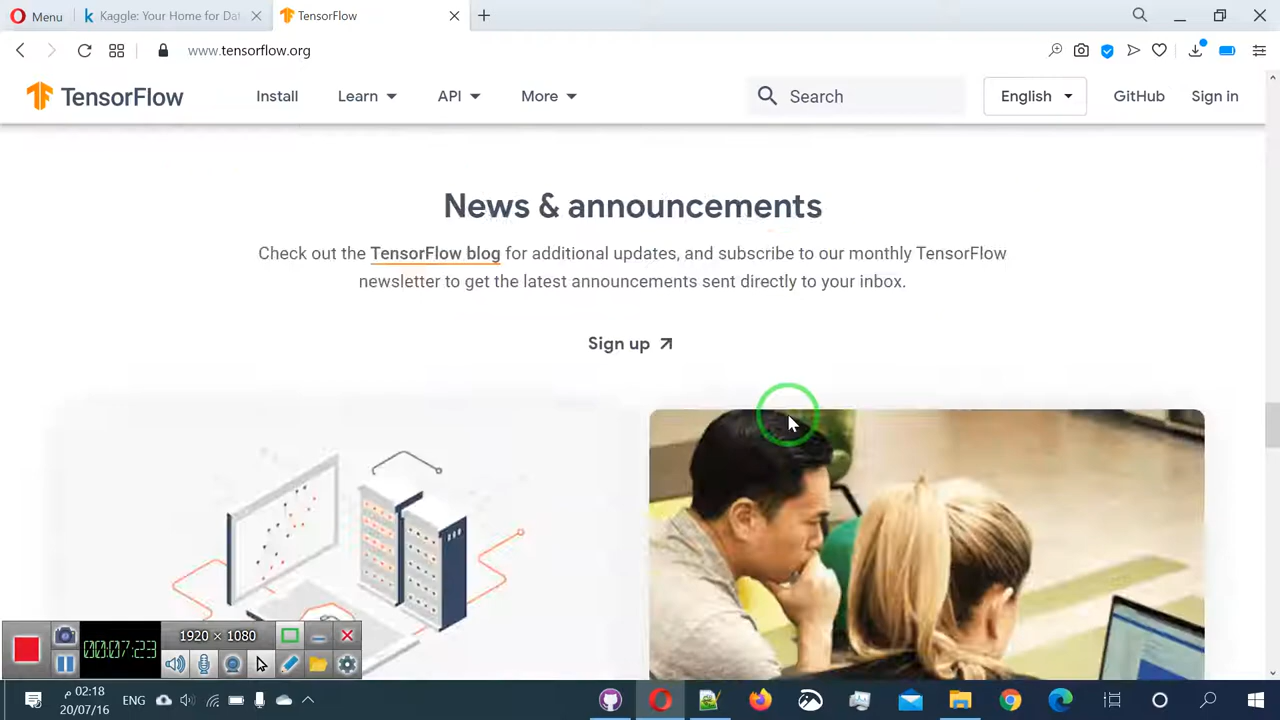 Menu
Kaggle: Your Home for Dat
TensorFlow
www.tensorflow.org
TensorFlow
Install
Learn
API
More
Search
English
GitHub
Sign in
News & announcements
Check out the TensorFlow blog for additional updates, and subscribe to our monthly TensorFlow
newsletter to get the latest announcements sent directly to your inbox.
Sign up
00:07:23
1920 × 1080
ENG
02:18 م
20/07/16